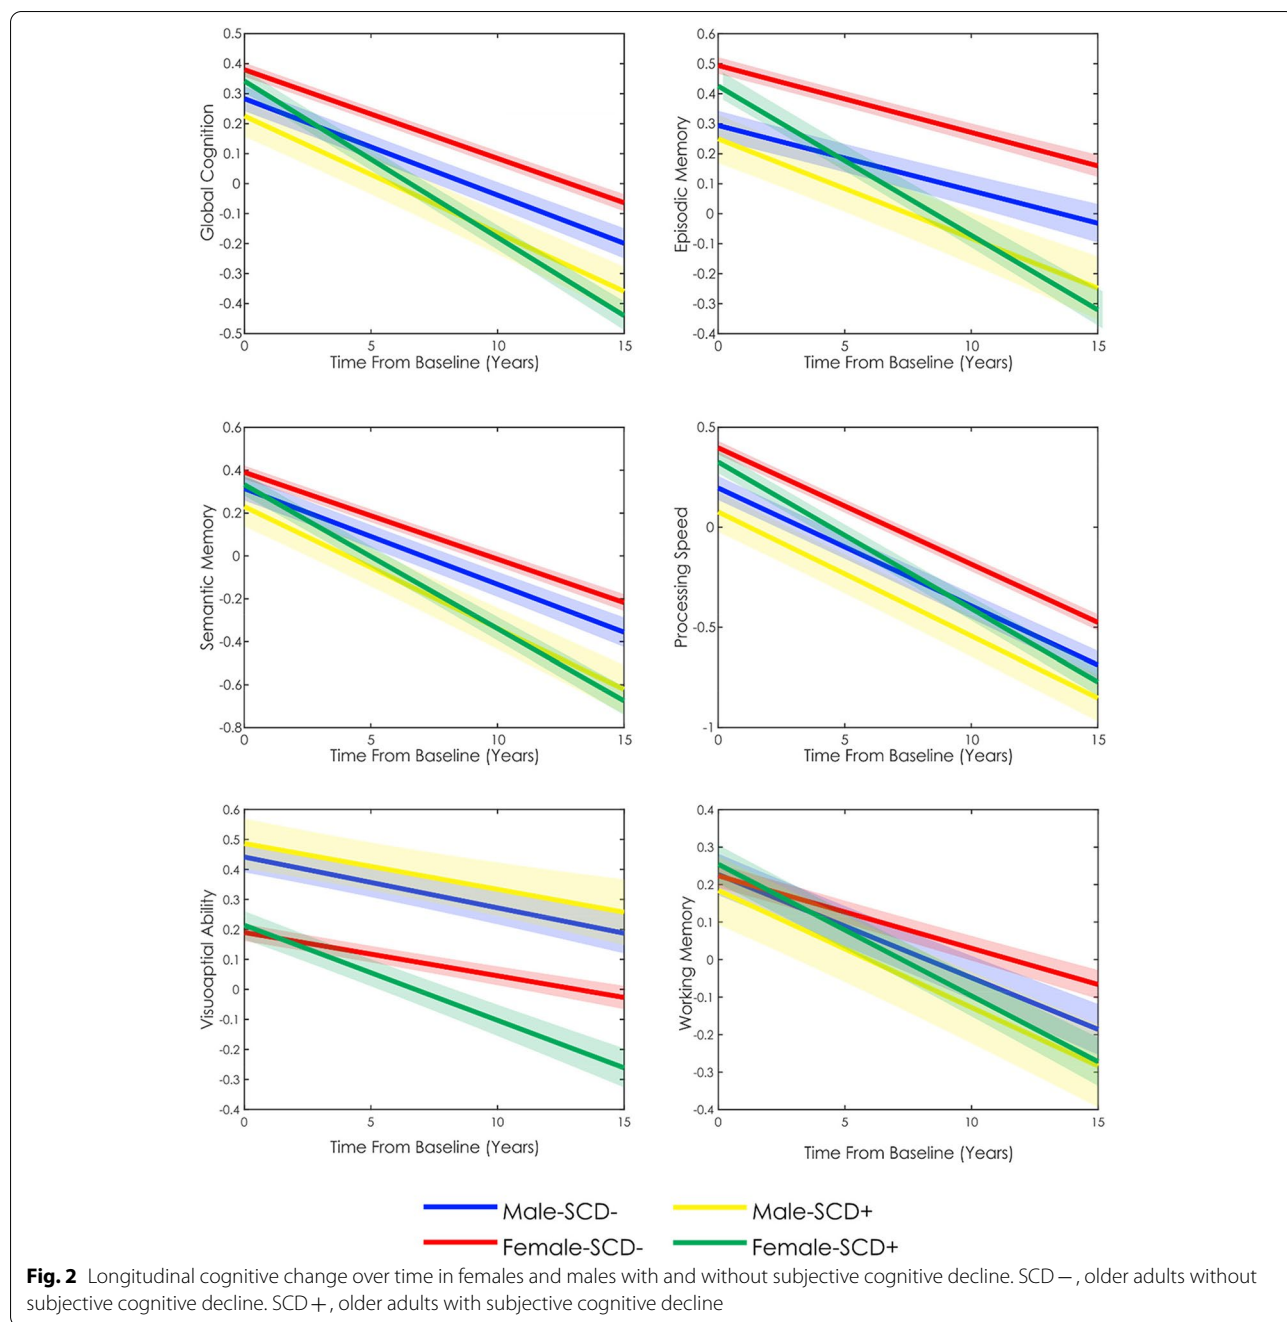 Global Cognition
0.5
0.4
0.3
0.2
0.1
0
-0.1
-0.2
-0.3
-0.4
-0.5
0 5 10 15
Time From Baseline (Years)
Episodic Memory
0.6
0.5
0.4
0.3
0.2
0.1
0
-0.1
-0.2
-0.3
-0.4
0 5 10 15
Time From Baseline (Years)
Semantic Memory
0.6
0.4
0.2
0
-0.2
-0.4
-0.6
-0.8
0 5 10 15
Time From Baseline (Years)
Processing Speed
0.5
0
-0.5
-1
0 5 10 15
Time From Baseline (Years)
Visuoaptial Ability
0.6
0.5
0.4
0.3
0.2
0.1
0
-0.1
-0.2
-0.3
-0.4
0 5 10 15
Time From Baseline (Years)
Working Memory
0.4
0.3
0.2
0.1
0
-0.1
-0.2
-0.3
-0.4
0 5 10 15
Time From Baseline (Years)
Male-SCD- Male-SCD+
Female-SCD- Female-SCD+
Fig. 2 Longitudinal cognitive change over time in females and males with and without subjective cognitive decline. SCD −, older adults without
subjective cognitive decline. SCD +, older adults with subjective cognitive decline